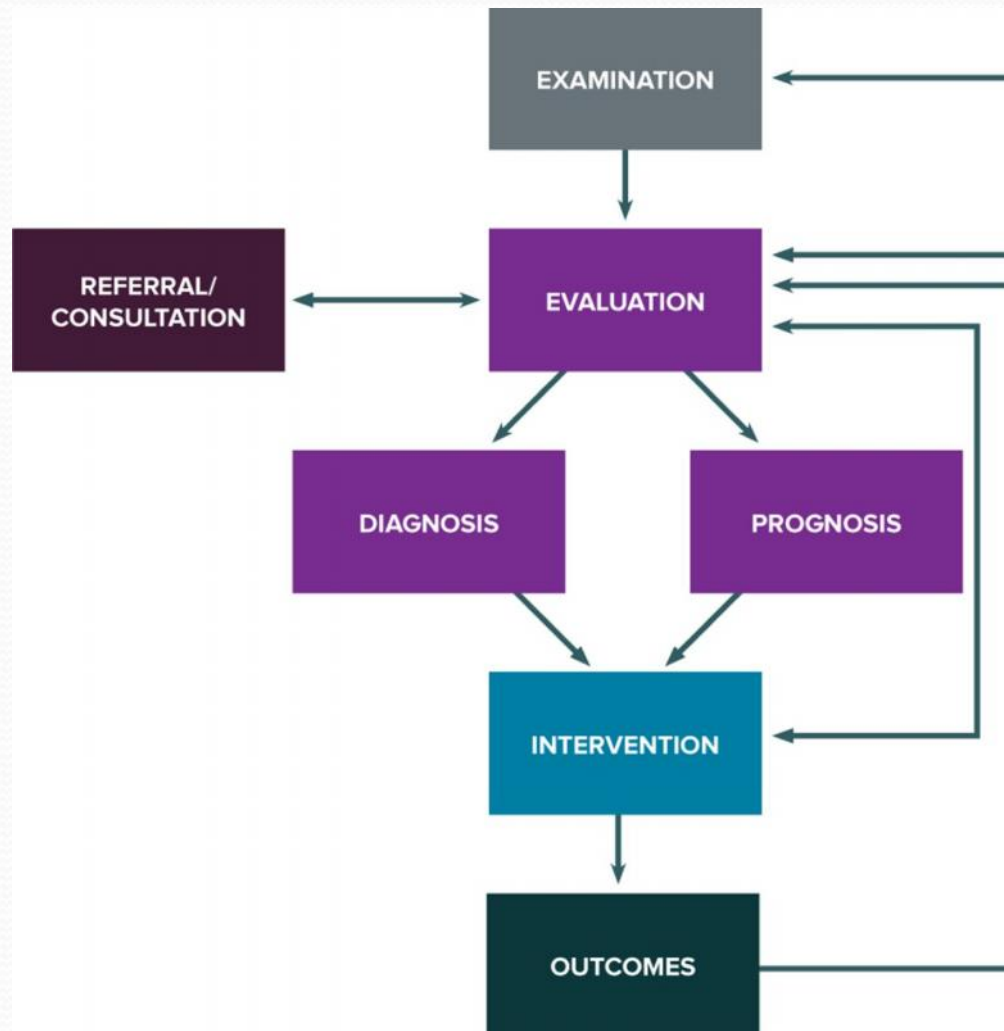 EXAMINATION
REFERRAL/
CONSULTATION
EVALUATION
DIAGNOSIS
PROGNOSIS
INTERVENTION
OUTCOMES